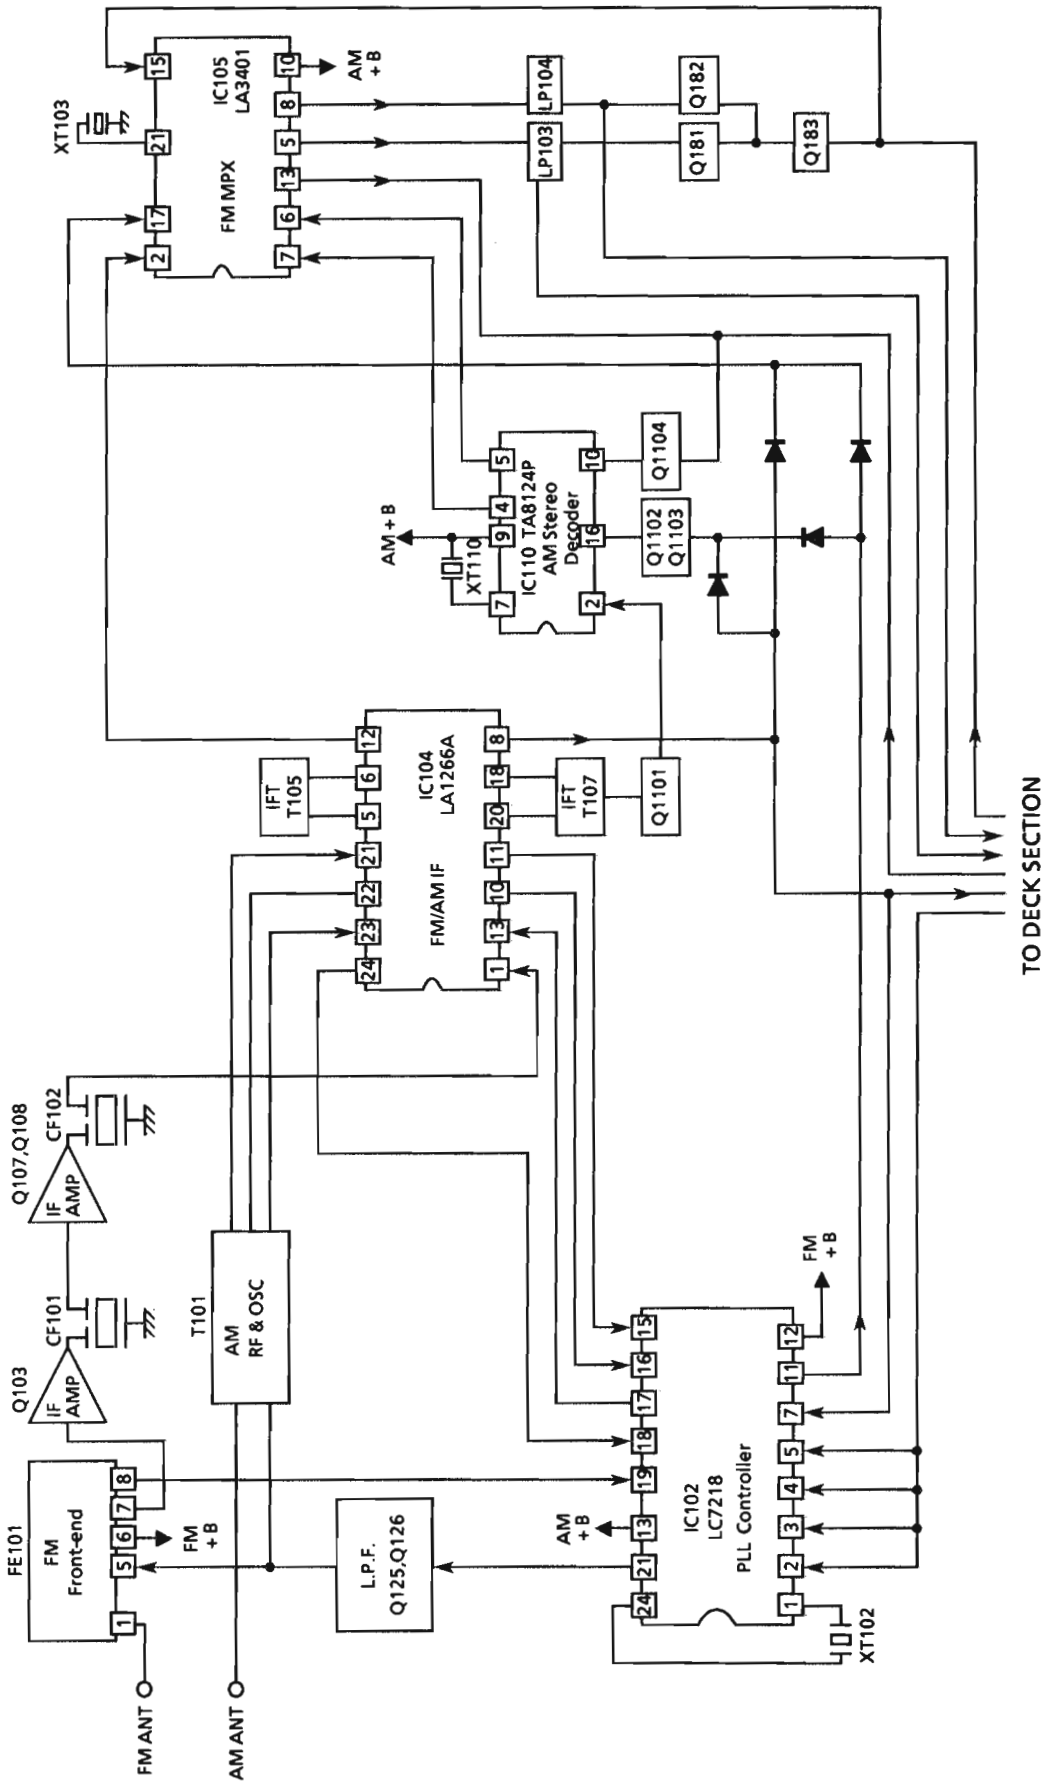 FM ANT
AM ANT
FE101
FM
Front-end
1
5
6
7
8
FM
+B
Q103
IF
AMP
CF101
Q107,Q108
IF
AMP
CF102
T101
AM
RF & OSC
L.P.F.
Q125,Q126
AM
+B
24
21
13
19
18
17
16
15
IC102
LC7218
PLL Controller
1
2
3
4
5
7
11
12
XT102
FM
+B
24
23
22
21
5
6
12
IFT
T105
IC104
LA1266A
FM/AM IF
1
13
10
11
20
18
8
IFT
T107
Q1101
AM+B
XT110
7
9
4
5
IC110 TA8124P
AM Stereo
Decoder
2
16
10
Q1102
Q1103
Q1104
XT103
2
17
21
15
IC105
LA3401
FM MPX
7
6
13
5
8
10
AM
+B
LP103
LP104
Q181
Q182
Q183
TO DECK SECTION